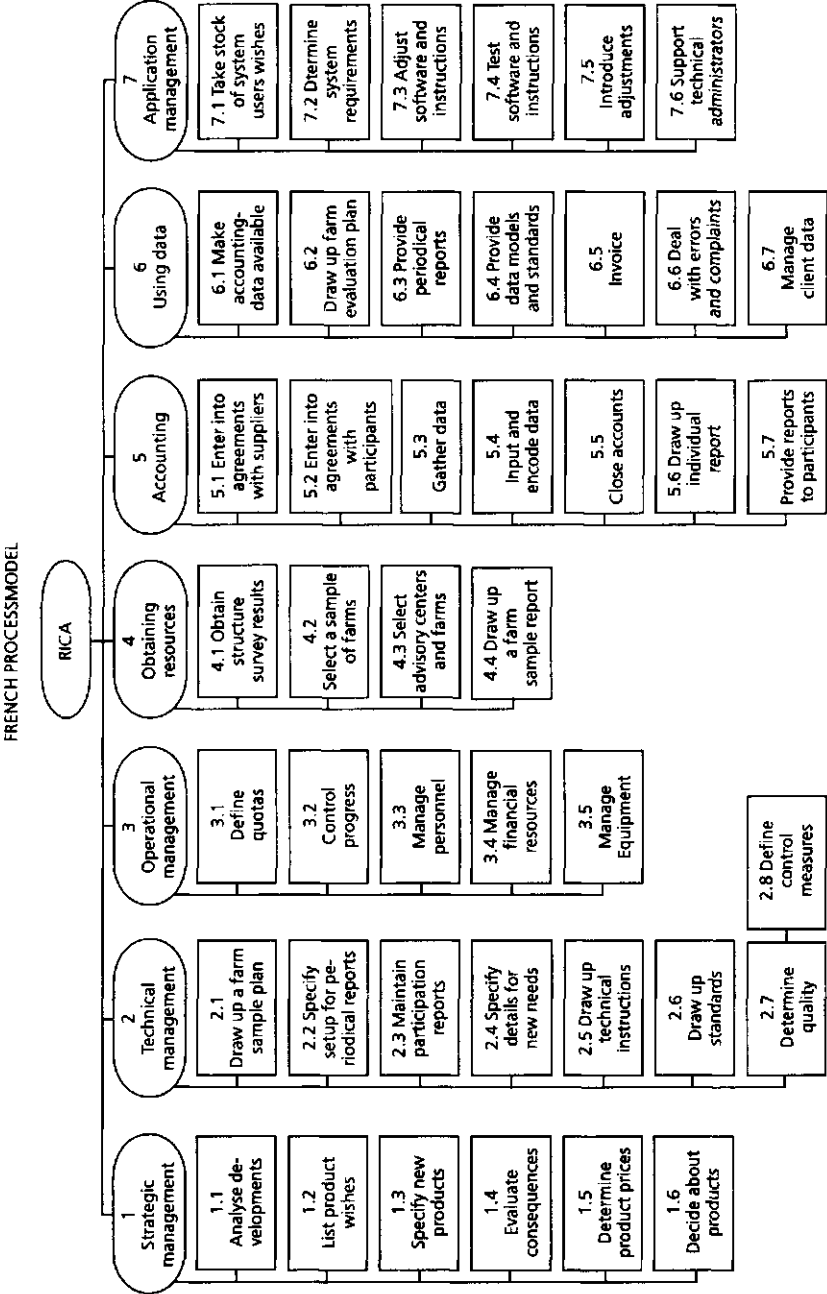 FRENCH PROCESSMODEL
RICA
1
Strategic
management
1.1
Analyse de-
velopments
1.2
List product
wishes
1.3
Specify new
products
1.4
Evaluate
consequences
1.5
Determine
product prices
1.6
Decide about
products
2
Technical
management
2.1
Draw up a farm
sample plan
2.2 Specify
setup for pe-
riodical reports
2.3 Maintain
participation
reports
2.4 Specify
details for
new needs
2.5 Draw up
technical
instructions
2.6
Draw up
standards
2.7
Determine
quality
2.8 Define
control
measures
3
Operational
management
3.1
Define
quotas
3.2
Control
progress
3.3
Manage
personnel
3.4 Manage
financial
resources
3.5
Manage
Equipment
4
Obtaining
resources
4.1 Obtain
structure
survey results
4.2
Select a sample
of farms
4.3 Select
advisory centers
and farms
4.4 Draw up
a farm
sample report
5
Accounting
5.1 Enter into
agreements
with suppliers
5.2 Enter into
agreements
with
participants
5.3
Gather data
5.4
Input and
encode data
5.5
Close accounts
5.6 Draw up
individual
report
5.7
Provide reports
to participants
6
Using data
6.1 Make
accounting-
data available
6.2
Draw up farm
evaluation plan
6.3 Provide
periodical
reports
6.4 Provide
data models
and standards
6.5
Invoice
6.6 Deal
with errors
and complaints
6.7
Manage
client data
7
Application
management
7.1 Take stock
of system
users wishes
7.2 Dtermine
system
requirements
7.3 Adjust
software and
instructions
7.4 Test
software and
instructions
7.5
Introduce
adjustments
7.6 Support
technical
administrators